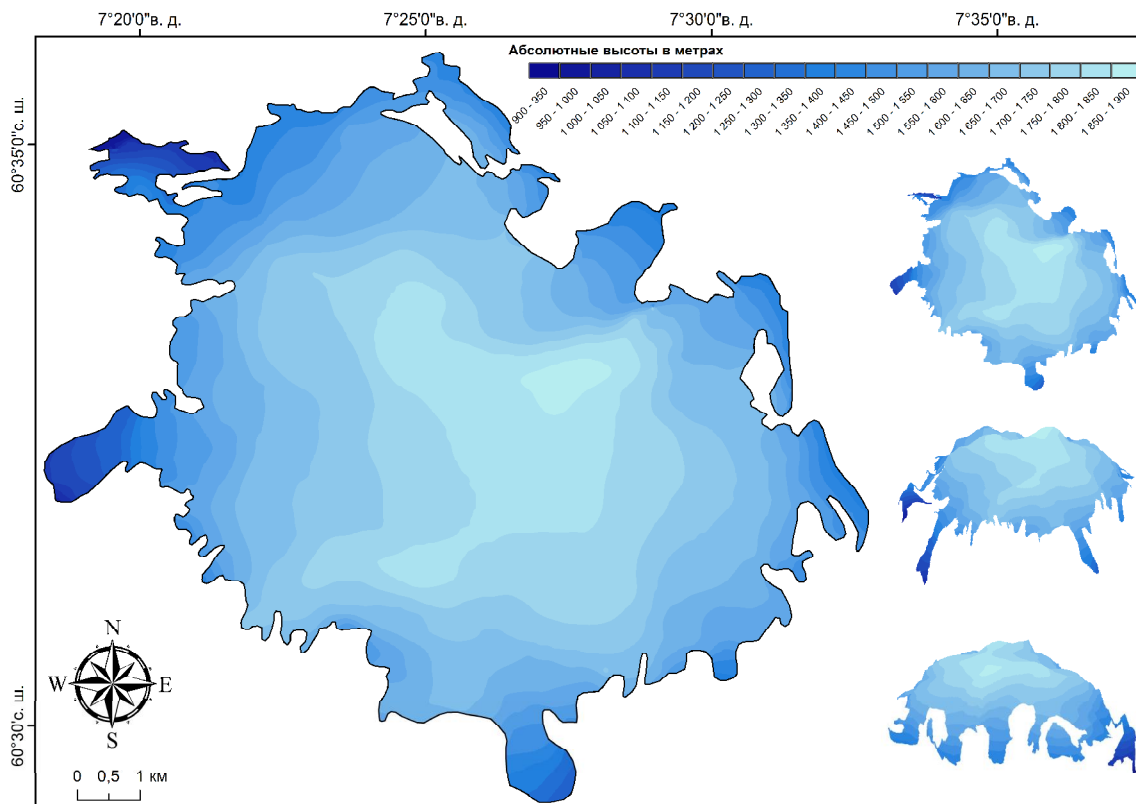 7°20'0"в. д. 7°25'0"в. д. 7°30'0"в. д. 7°35'0"в. д.
Абсолютные высоты в метрах
900 - 950 950 - 1 000 1 000 - 1 050 1 050 - 1 100 1 100 - 1 150 1 150 - 1 200 1 200 - 1 250 1 250 - 1 300 1 300 - 1 350 1 350 - 1 400 1 400 - 1 450 1 450 - 1 500 1 500 - 1 550 1 550 - 1 600 1 600 - 1 650 1 650 - 1 700 1 700 - 1 750 1 750 - 1 800 1 800 - 1 850 1 850 - 1 900
60°35'0"с. ш.
N
W E
S
60°30'0"с. ш.
0 0,5 1 км